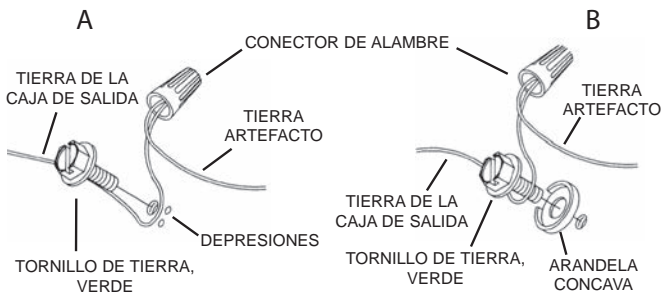 A
B
CONECTOR DE ALAMBRE
TIERRA DE LA
CAJA DE SALIDA
TIERRA
ARTEFACTO
TIERRA
ARTEFACTO
TIERRA DE LA
CAJA DE SALIDA
DEPRESIONES
TORNILLO DE TIERRA,
VERDE
TORNILLO DE TIERRA,
VERDE
ARANDELA
CONCAVA